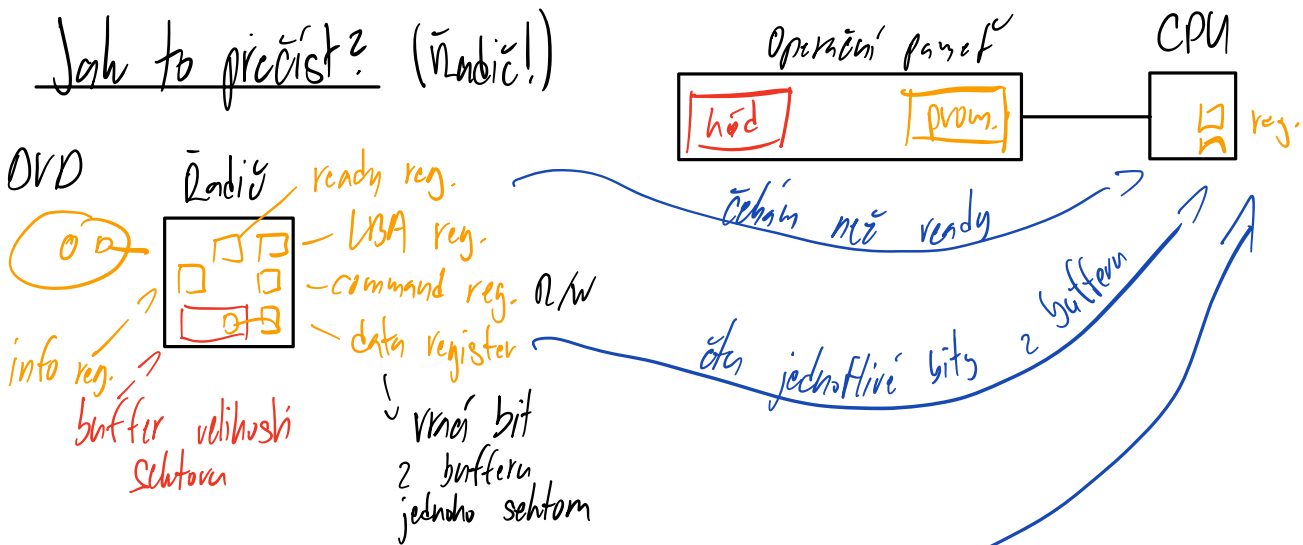 Jak to přečíst? (Řadič!)
Operační paměť
CPU
kód
prom.
reg.
DVD
Řadič
ready reg.
LBA reg.
command reg. R/W
data register
info reg.
buffer velikosti
sektoru
vrací bit
z bufferu
jednoho sektoru
čekám než ready
čtu jednotlivé bity z bufferu